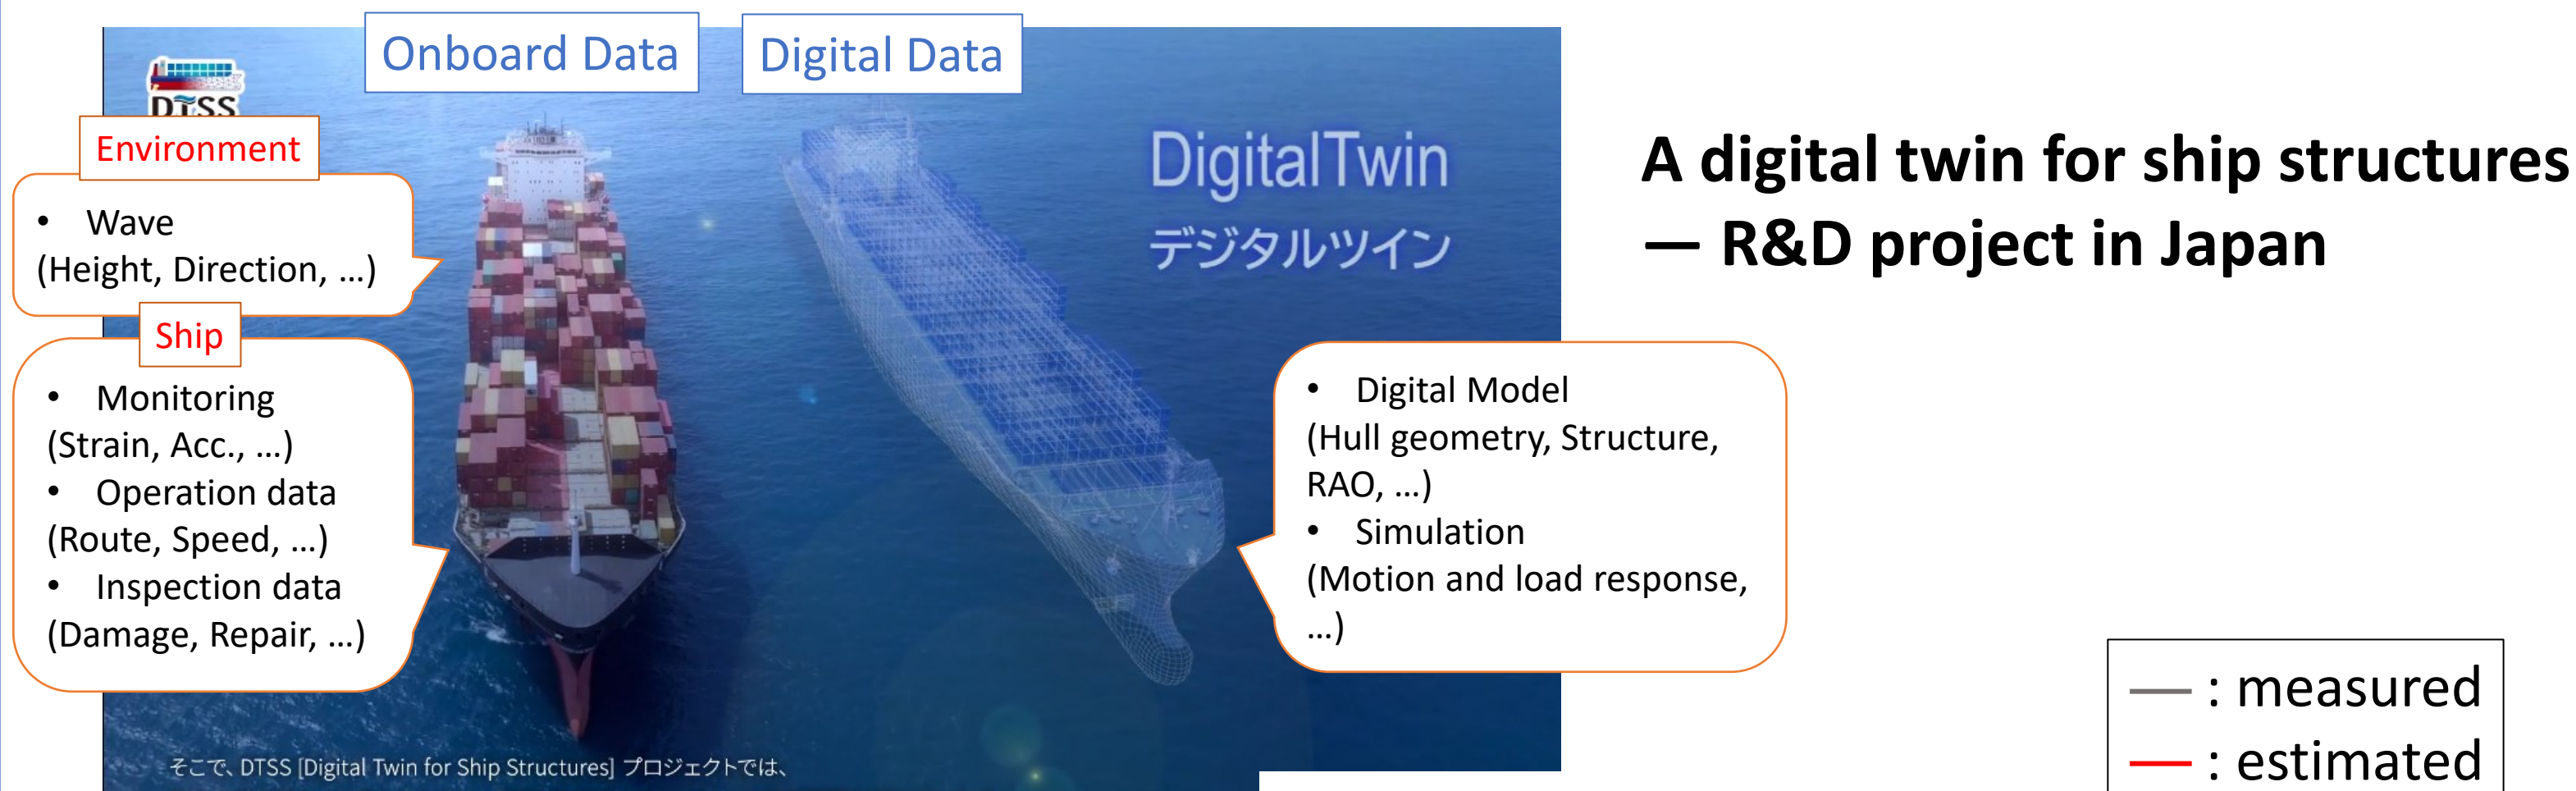 Onboard Data
Digital Data
DTSS
Environment
• Wave
(Height, Direction, ...)
Ship
• Monitoring
(Strain, Acc., ...)
• Operation data
(Route, Speed, ...)
• Inspection data
(Damage, Repair, ...)
DigitalTwin
デジタルツイン
A digital twin for ship structures
— R&D project in Japan
• Digital Model
(Hull geometry, Structure,
RAO, ...)
• Simulation
(Motion and load response,
...)
そこで、DTSS [Digital Twin for Ship Structures] プロジェクトでは、
: measured
: estimated